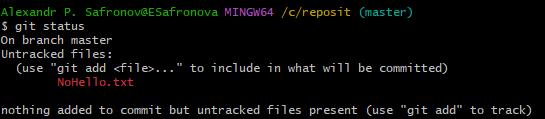 Alexandr P. Safronov@ESafronova MINGW64 /c/reposit (master)
$ git status
On branch master
Untracked files:
  (use "git add <file>..." to include in what will be committed)
        NoHello.txt

nothing added to commit but untracked files present (use "git add" to track)